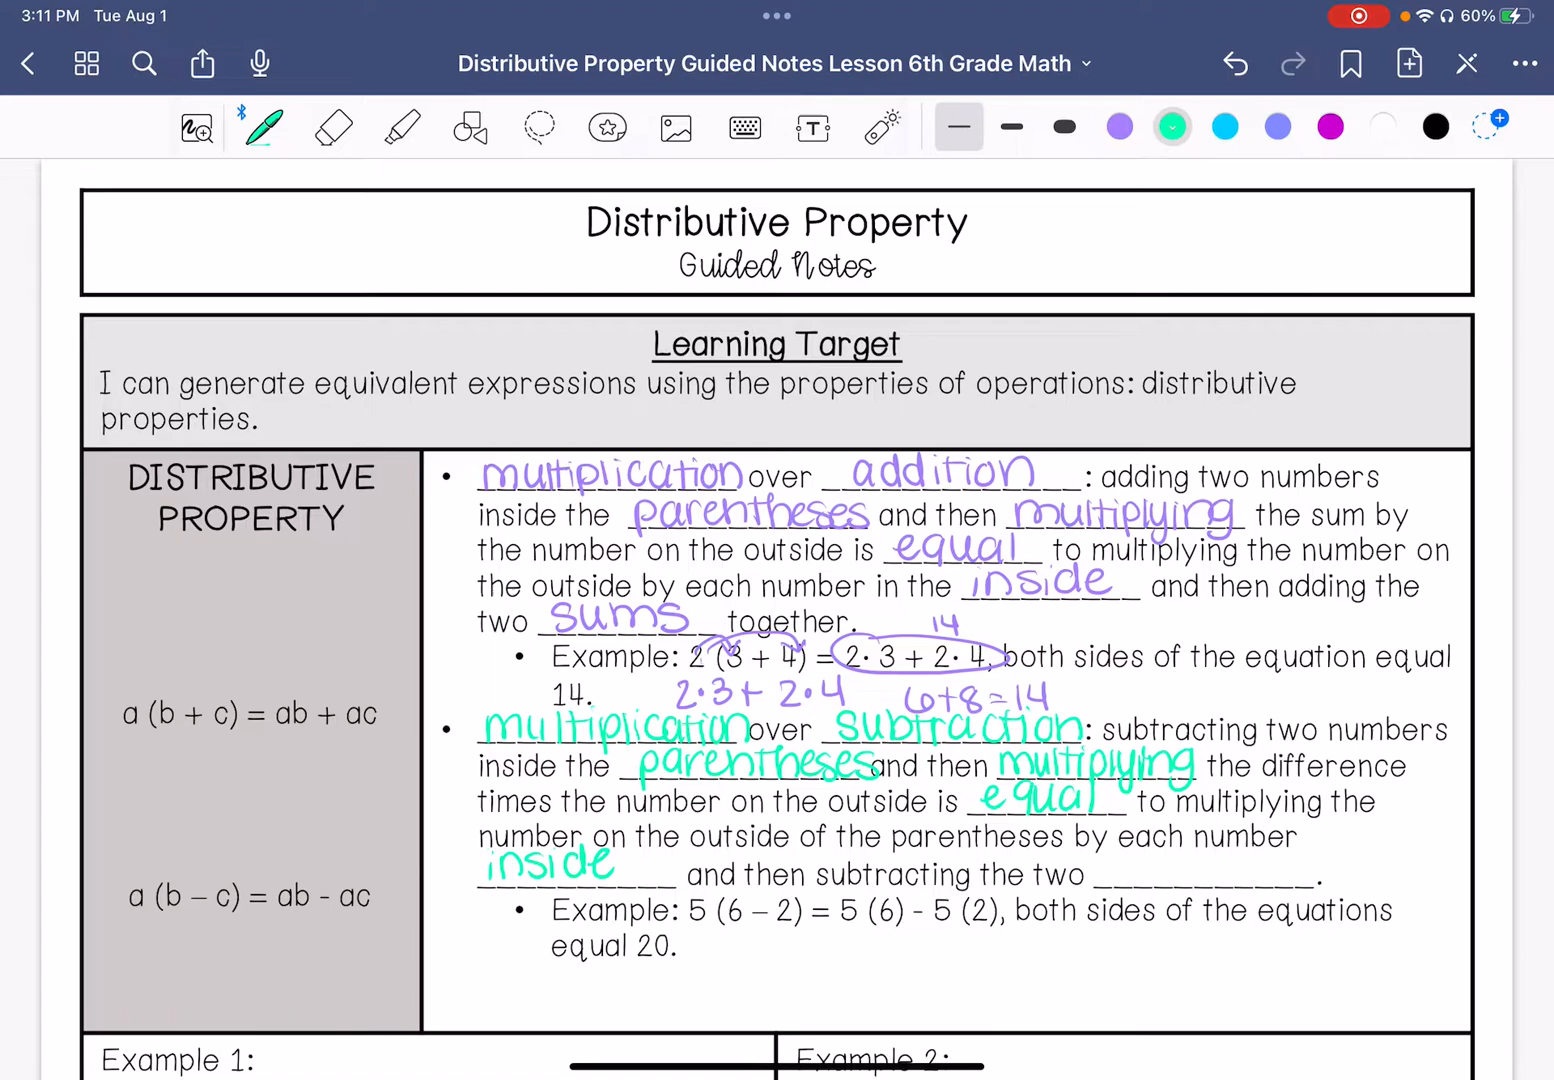 3:11 PM Tue Aug 1
60%
Distributive Property Guided Notes Lesson 6th Grade Math
T
Distributive Property
Guided Notes
Learning Target
I can generate equivalent expressions using the properties of operations: distributive
properties.
DISTRIBUTIVE
PROPERTY
a (b + c) = ab + ac
a (b – c) = ab - ac
• multiplication over addition : adding two numbers
inside the parentheses and then multiplying the sum by
the number on the outside is equal to multiplying the number on
the outside by each number in the inside and then adding the
two sums together.
14
• Example: 2 (3 + 4) = 2· 3 + 2· 4, both sides of the equation equal
14.
2·3+ 2·4 6+8=14
• multiplication over subtraction: subtracting two numbers
inside the parentheses and then multiplying the difference
times the number on the outside is equal to multiplying the
number on the outside of the parentheses by each number
inside and then subtracting the two ___________.
• Example: 5 (6 – 2) = 5 (6) - 5 (2), both sides of the equations
equal 20.
Example 1:
Example 2: